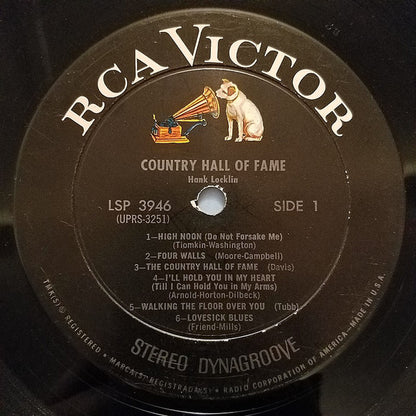 RCA VICTOR
COUNTRY HALL OF FAME
Hank Locklin
LSP 3946
(UPRS-3251)
SIDE 1
1—HIGH NOON (Do Not Forsake Me)
(Tiomkin-Washington)
2—FOUR WALLS (Moore-Campbell)
3—THE COUNTRY HALL OF FAME (Davis)
4—I'LL HOLD YOU IN MY HEART
(Till I Can Hold You in My Arms)
(Arnold-Horton-Dilbeck)
5—WALKING THE FLOOR OVER YOU (Tubb)
6—LOVESICK BLUES
(Friend-Mills)
STEREO DYNAGROOVE
TMK(S) ® REGISTERED • MARCA(S) REGISTRADA(S) • RADIO CORPORATION OF AMERICA—MADE IN U.S.A.